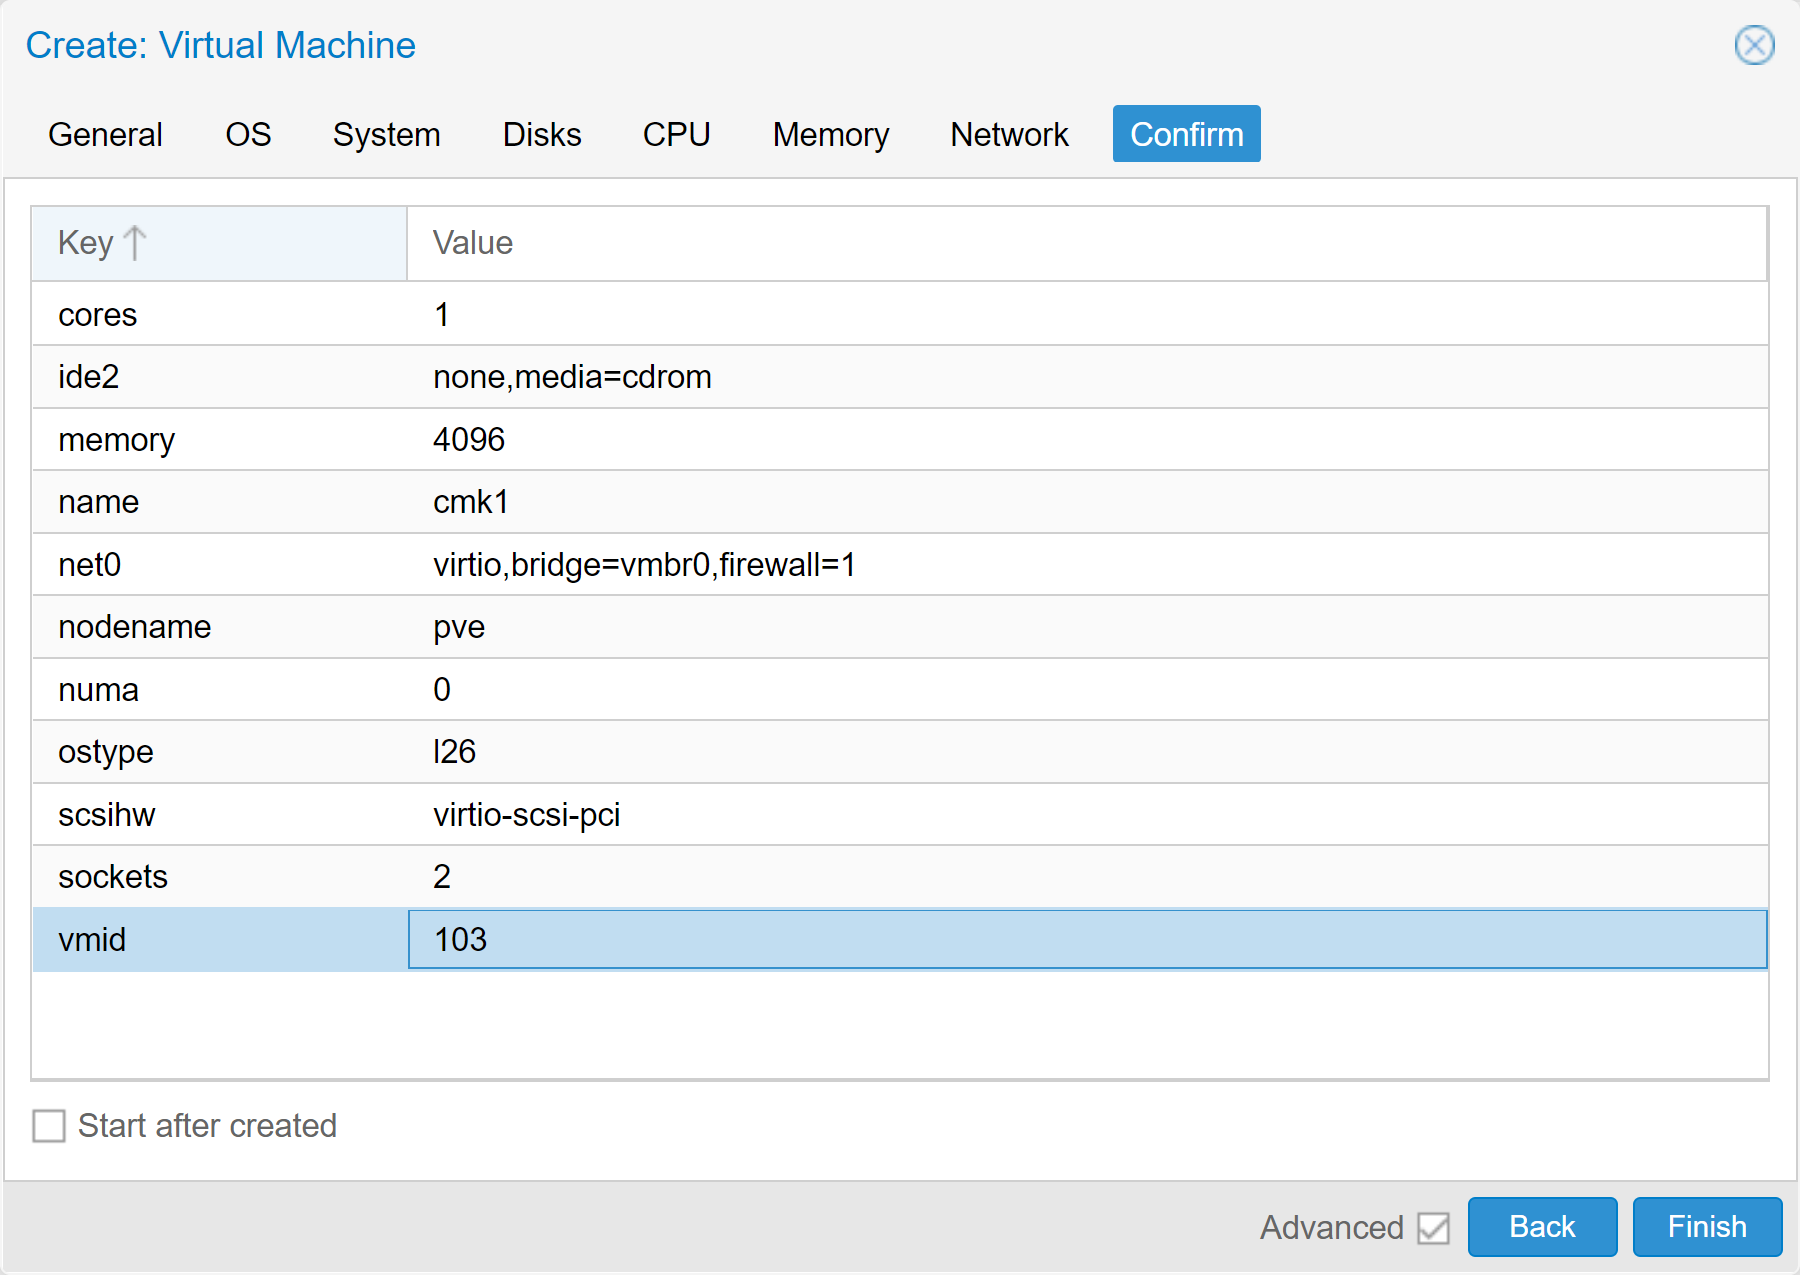 Create: Virtual Machine
General OS System Disks CPU Memory Network Confirm
Key Value
cores 1
ide2 none,media=cdrom
memory 4096
name cmk1
net0 virtio,bridge=vmbr0,firewall=1
nodename pve
numa 0
ostype l26
scsihw virtio-scsi-pci
sockets 2
vmid 103
Start after created
Advanced Back Finish